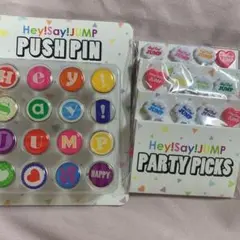 Hey!Say!JUMP
PUSH PIN
H e y !
S a y !
J U M P
HAPPY
Hey!Say!JUMP
PARTY PICKS